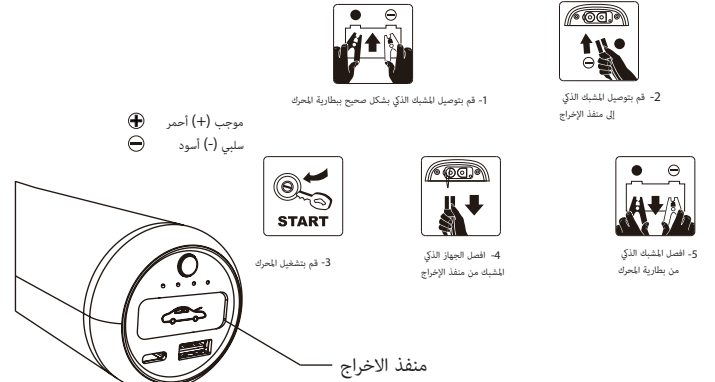 1- قم بتوصيل المشبك الذكي بشكل صحيح ببطارية المحرك
2- قم بتوصيل المشبك الذكي
إلى منفذ الإخراج
موجب (+) أحمر
سلبي (-) أسود
START
3- قم بتشغيل المحرك
4- افصل الجهاز الذكي
المشبك من منفذ الإخراج
5- افصل المشبك الذكي
من بطارية المحرك
منفذ الاخراج